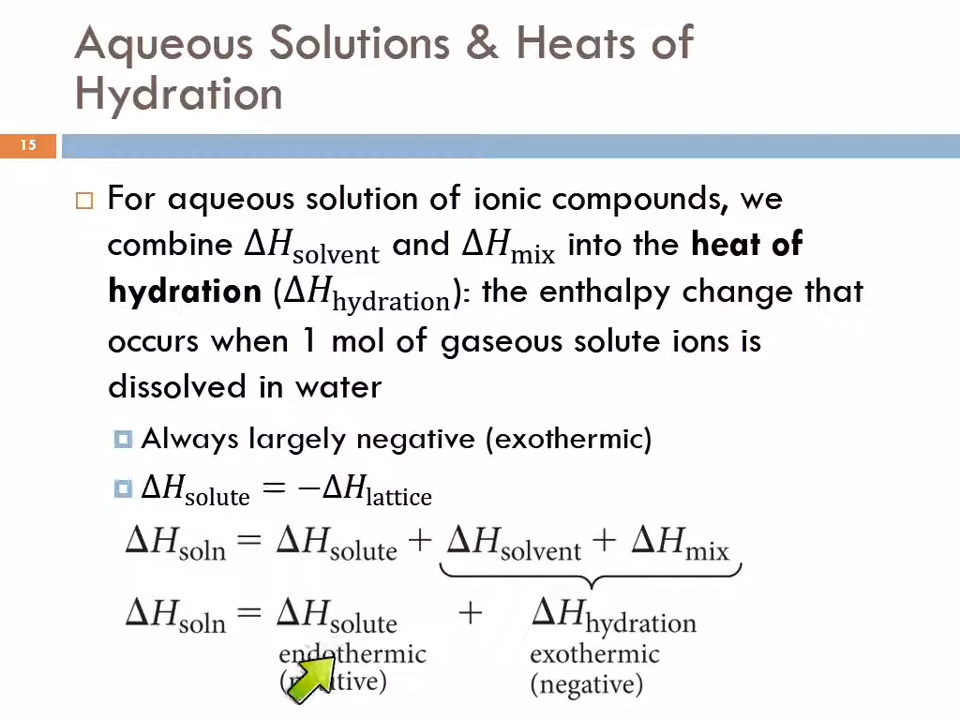 Aqueous Solutions & Heats of
Hydration
15
For aqueous solution of ionic compounds, we
combine ΔH_solvent and ΔH_mix into the heat of
hydration (ΔH_hydration): the enthalpy change that
occurs when 1 mol of gaseous solute ions is
dissolved in water
Always largely negative (exothermic)
ΔH_solute = −ΔH_lattice
ΔH_soln = ΔH_solute + ΔH_solvent + ΔH_mix
ΔH_soln = ΔH_solute + ΔH_hydration
endothermic exothermic
(negative)